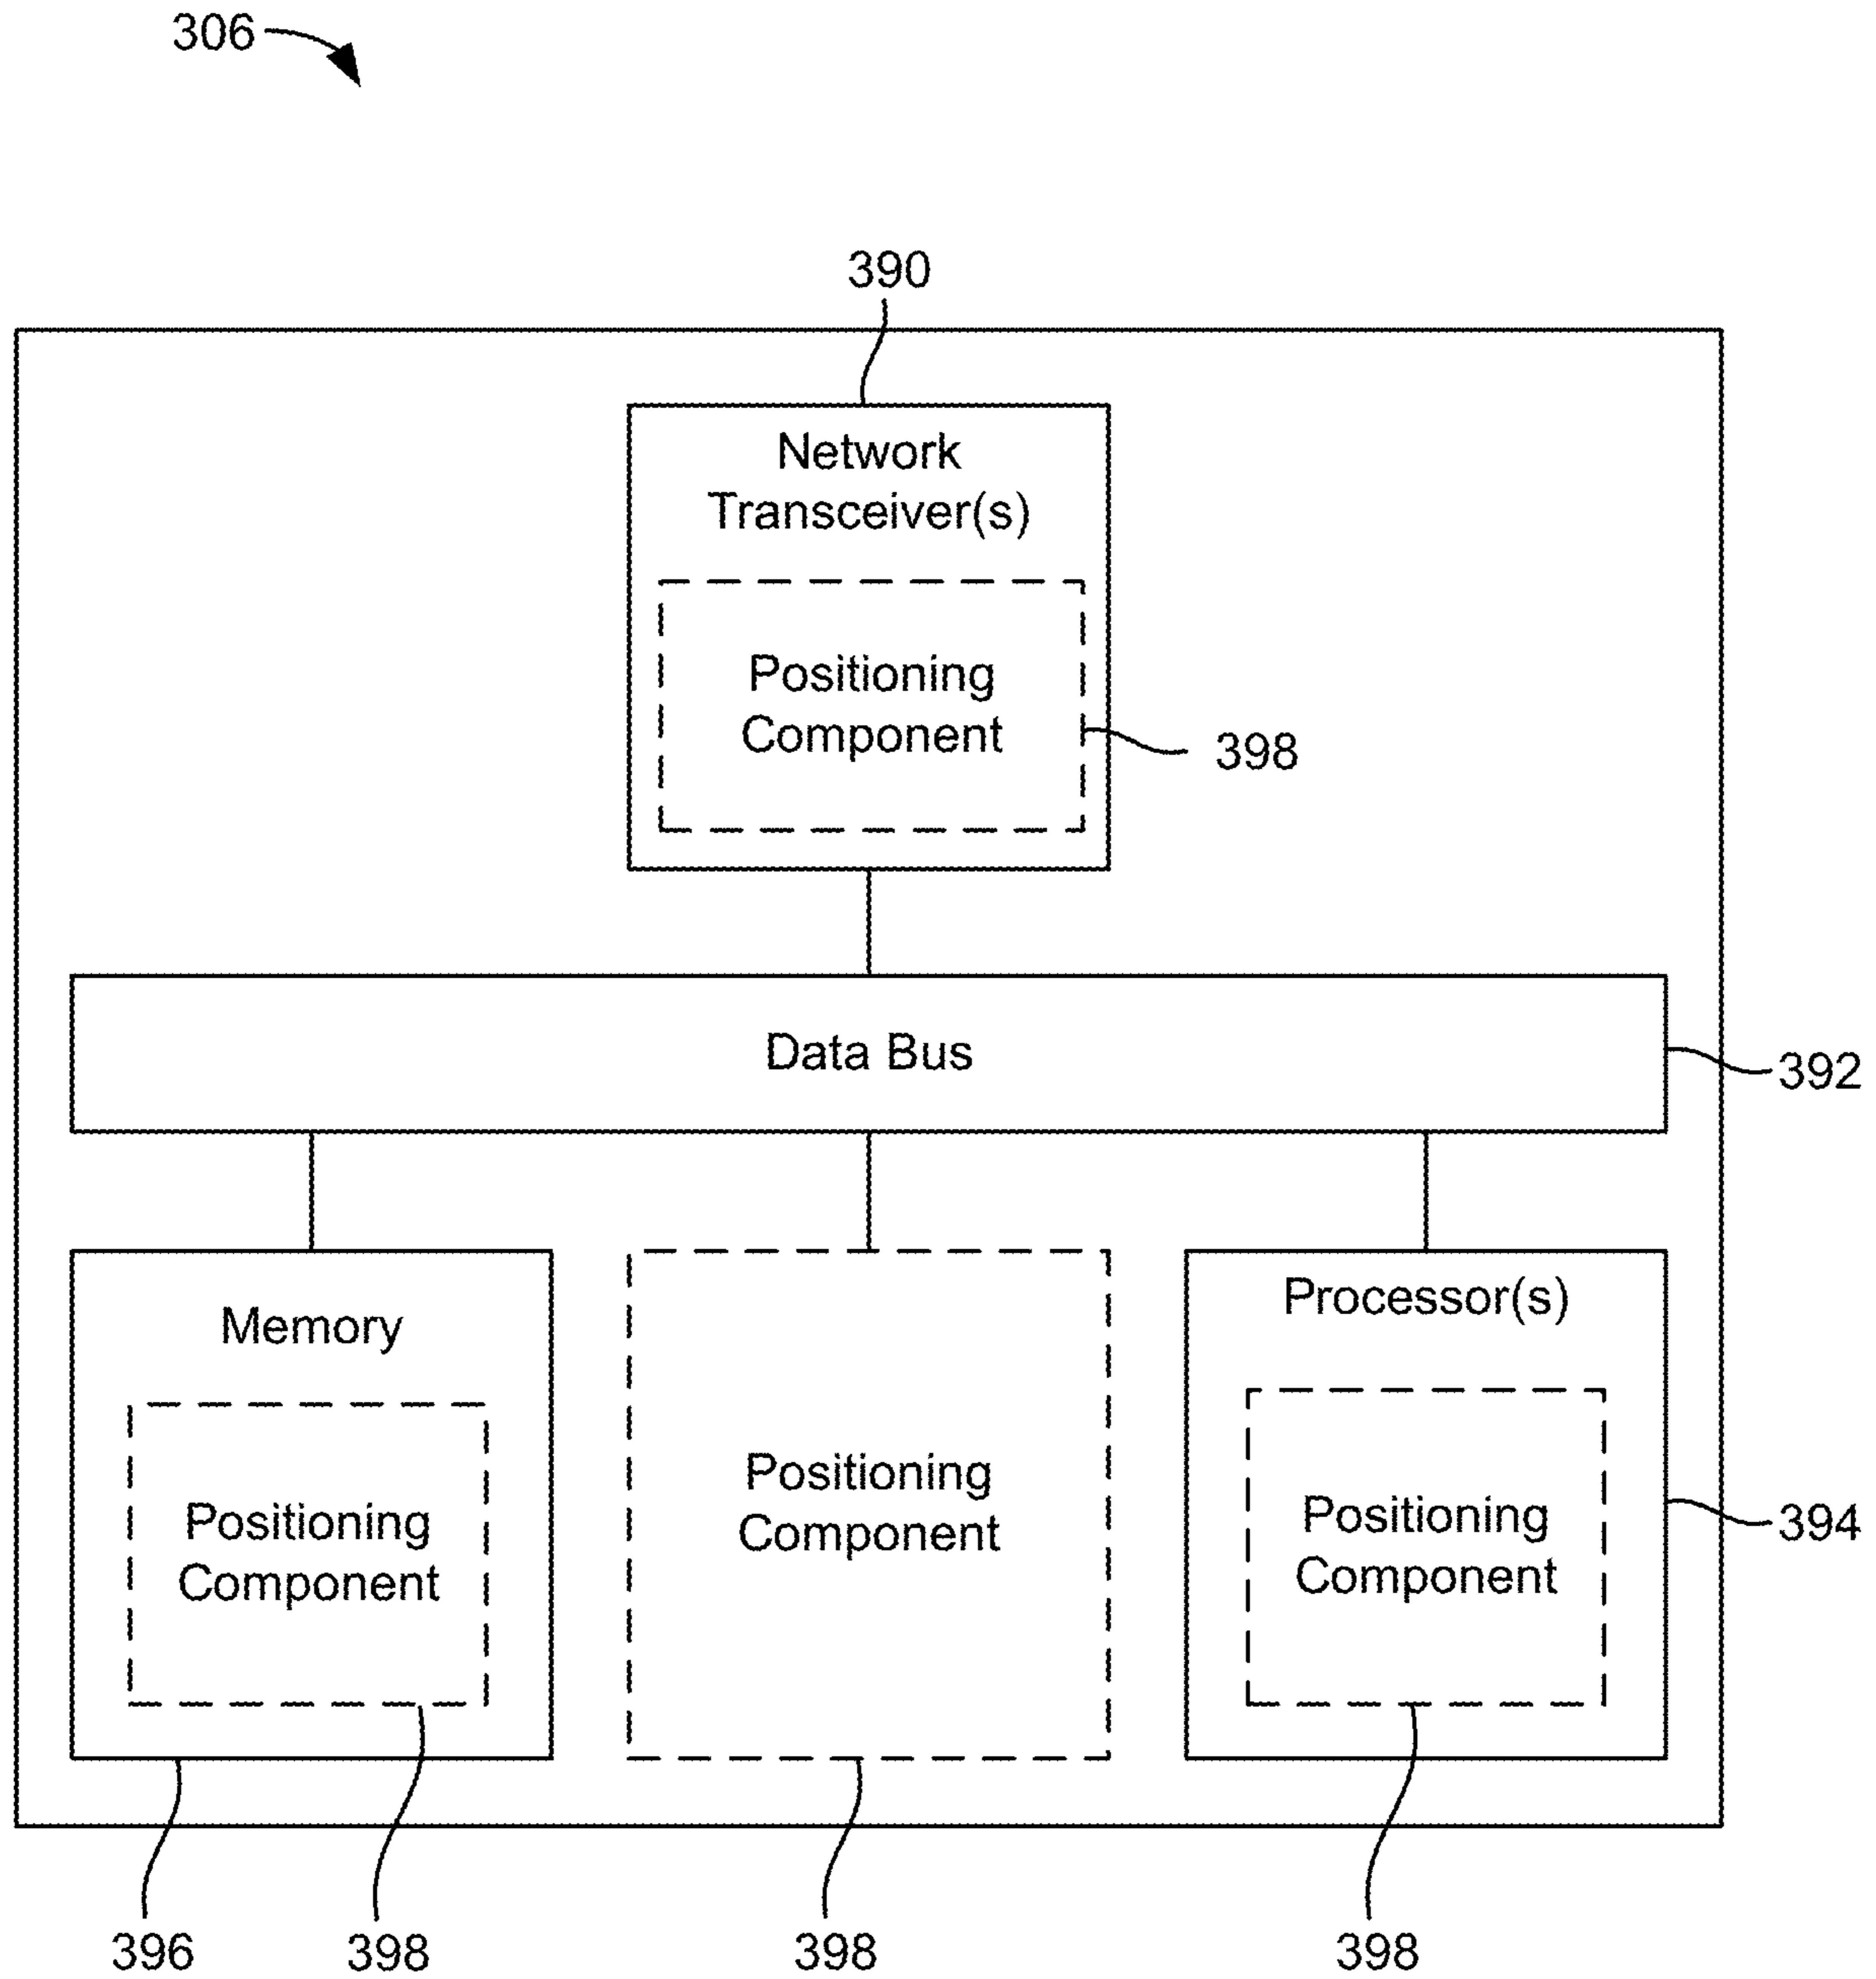 306
390
Network
Transceiver(s)
Positioning
Component
398
Data Bus
392
Memory
Positioning
Component
Positioning
Component
Processor(s)
Positioning
Component
394
396
398
398
398